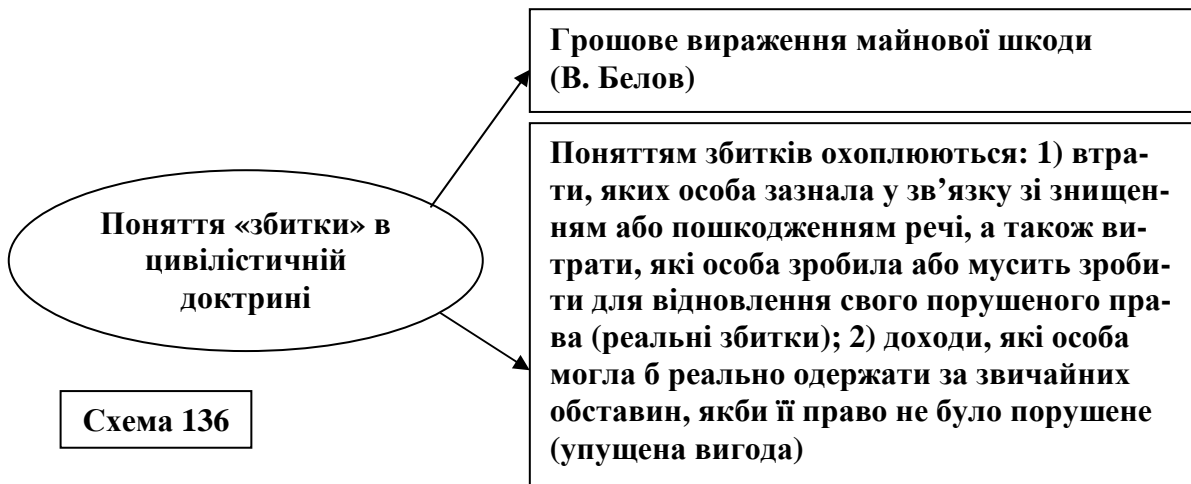 Грошове вираження майнової шкоди
(В. Белов)
Поняття «збитки» в
цивілістичній
доктрині
Поняттям збитків охоплюються: 1) втра-
ти, яких особа зазнала у зв’язку зі знищен-
ням або пошкодженням речі, а також ви-
трати, які особа зробила або мусить зроби-
ти для відновлення свого порушеного пра-
ва (реальні збитки); 2) доходи, які особа
могла б реально одержати за звичайних
обставин, якби її право не було порушене
(упущена вигода)
Схема 136